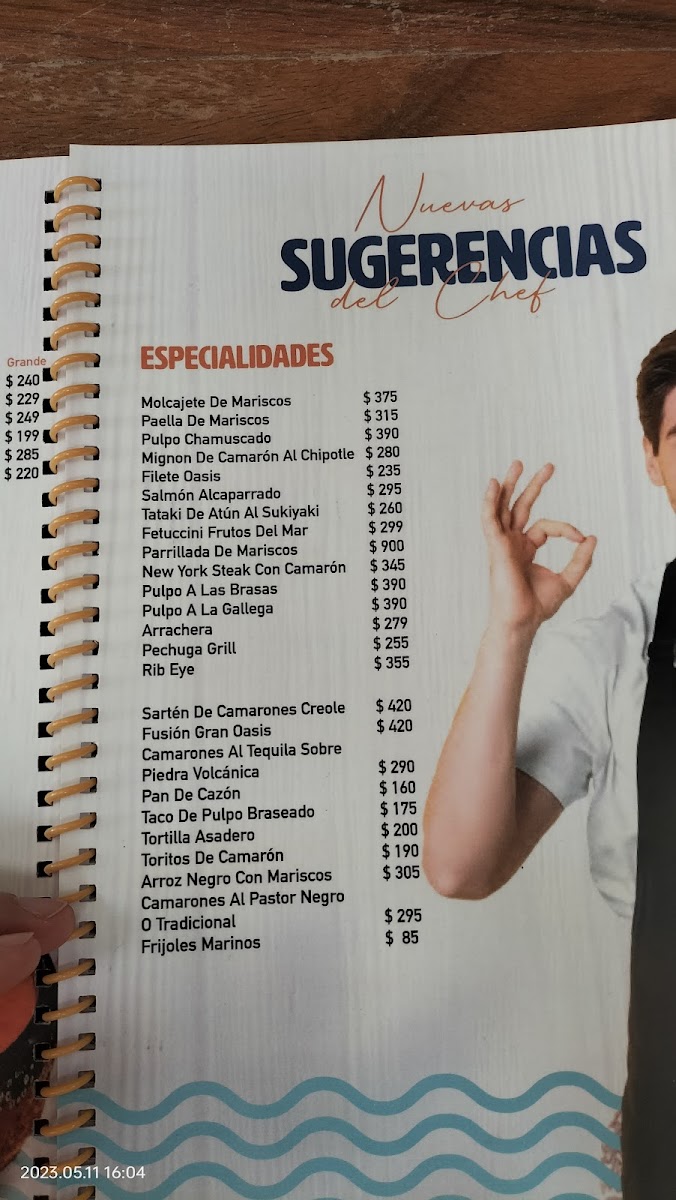 Nuevas
SUGERENCIAS
del Chef
Grande
$ 240
$ 229
$ 249
$ 199
$ 285
$ 220
ESPECIALIDADES
Molcajete De Mariscos $ 375
Paella De Mariscos $ 315
Pulpo Chamuscado $ 390
Mignon De Camarón Al Chipotle $ 280
Filete Oasis $ 235
Salmón Alcaparrado $ 295
Tataki De Atún Al Sukiyaki $ 260
Fetuccini Frutos Del Mar $ 299
Parrillada De Mariscos $ 900
New York Steak Con Camarón $ 345
Pulpo A Las Brasas $ 390
Pulpo A La Gallega $ 390
Arrachera $ 279
Pechuga Grill $ 255
Rib Eye $ 355
Sartén De Camarones Creole $ 420
Fusión Gran Oasis $ 420
Camarones Al Tequila Sobre
Piedra Volcánica $ 290
Pan De Cazón $ 160
Taco De Pulpo Braseado $ 175
Tortilla Asadero $ 200
Toritos De Camarón $ 190
Arroz Negro Con Mariscos $ 305
Camarones Al Pastor Negro
O Tradicional $ 295
Frijoles Marinos $ 85
2023.05.11 16:04